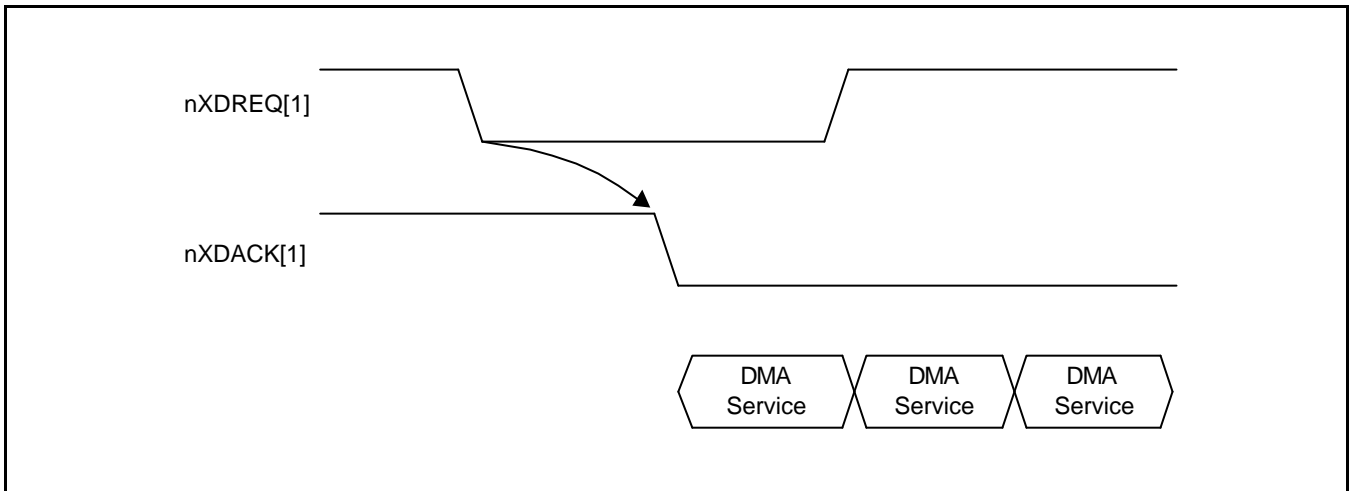 nXDREQ[1]
nXDACK[1]
DMA DMA DMA
Service Service Service